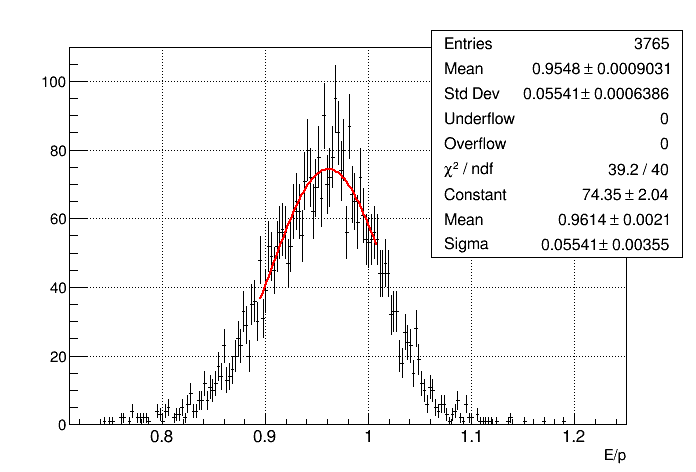 Entries 3765
Mean 0.9548 ± 0.0009031
Std Dev 0.05541 ± 0.0006386
Underflow 0
Overflow 0
χ² / ndf 39.2 / 40
Constant 74.35 ± 2.04
Mean 0.9614 ± 0.0021
Sigma 0.05541 ± 0.00355
100
80
60
40
20
0
0.8 0.9 1 1.1 1.2
E/p